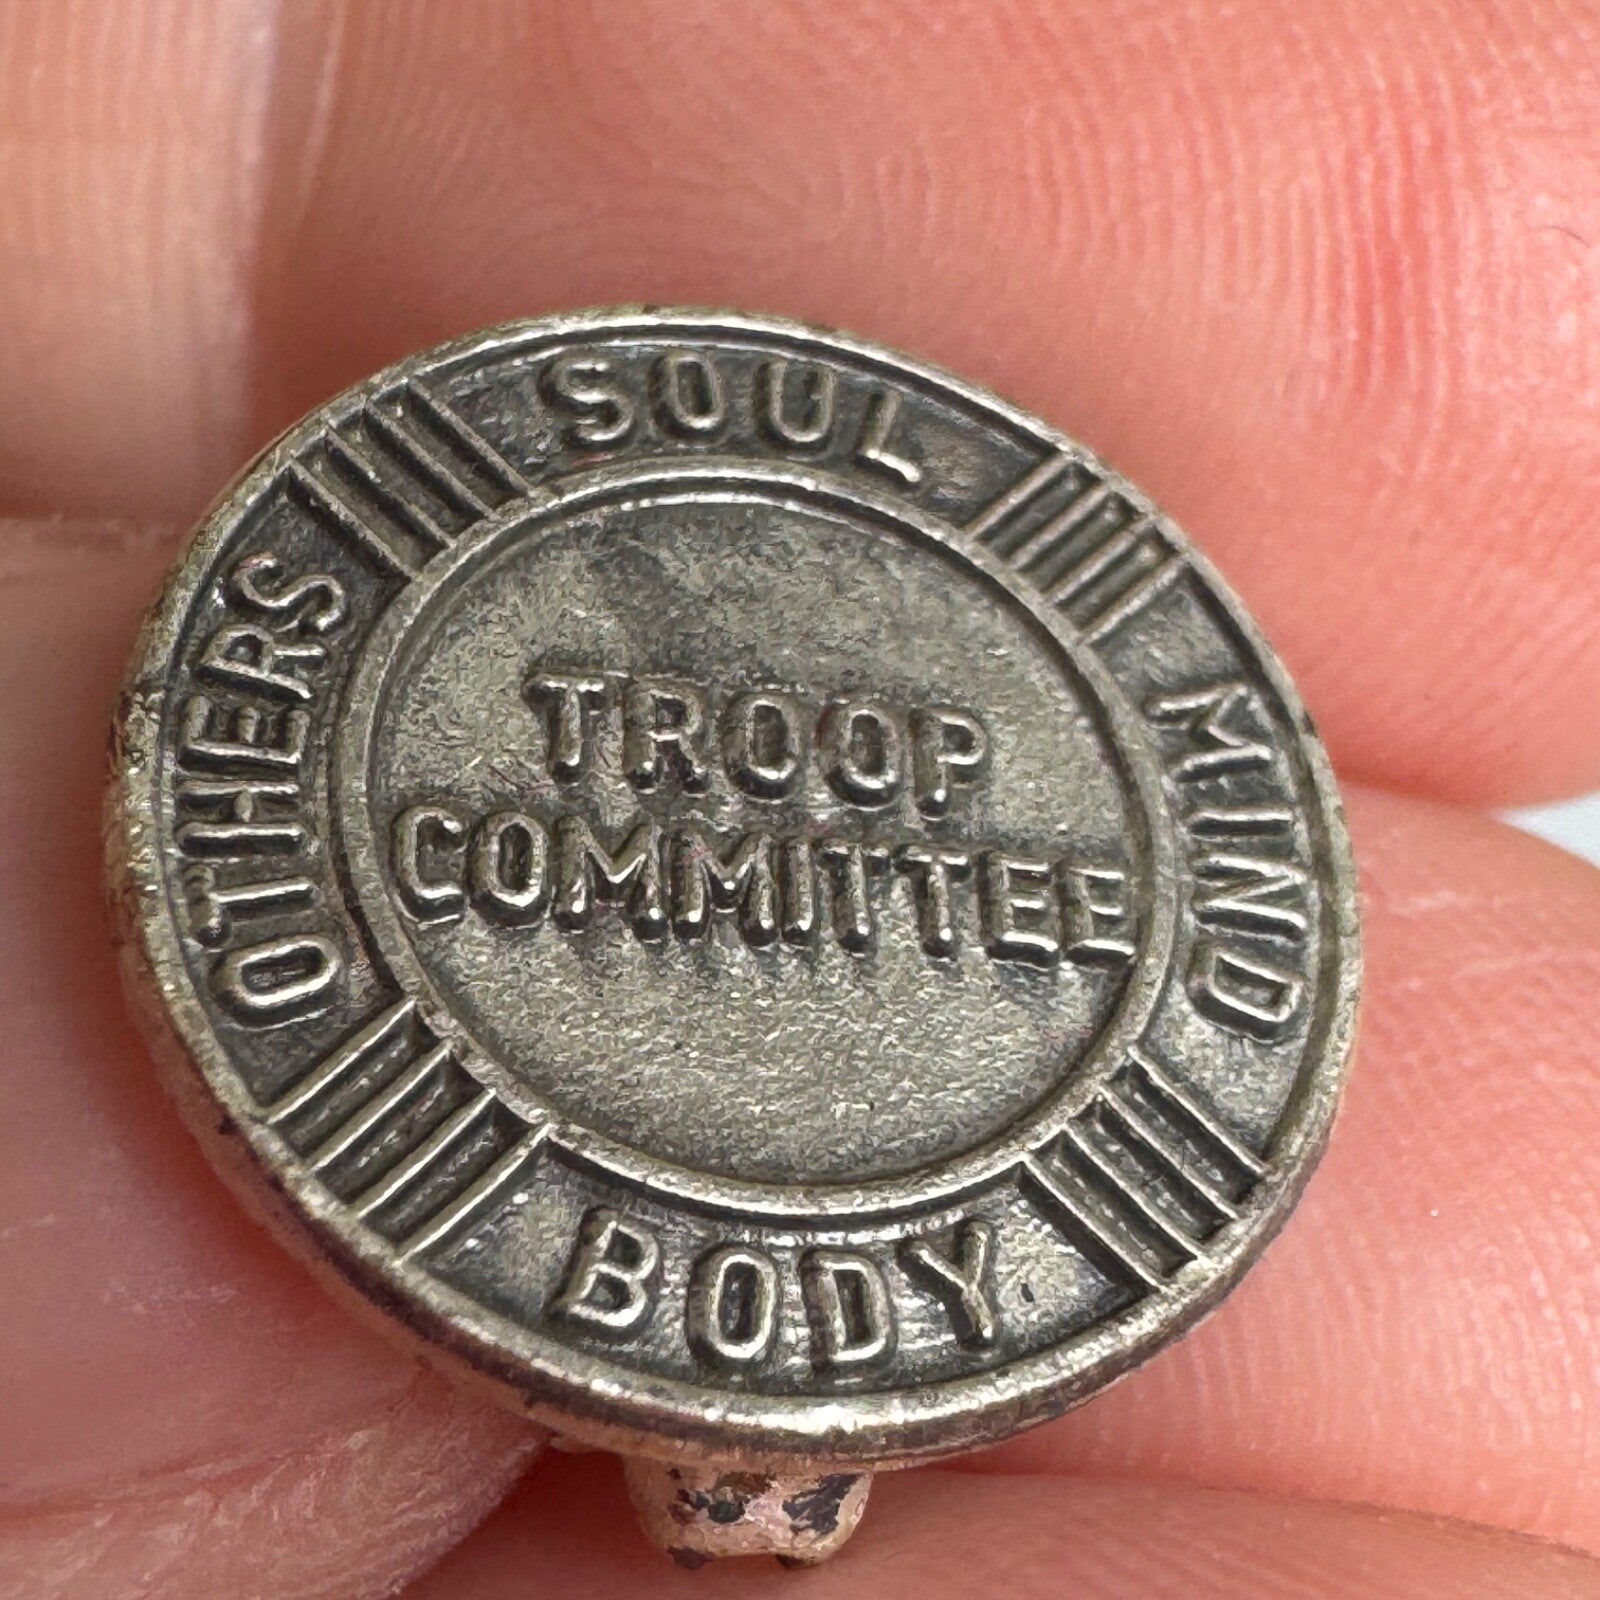 SOUL
MIND
BODY
OTHERS
TROOP
COMMITTEE